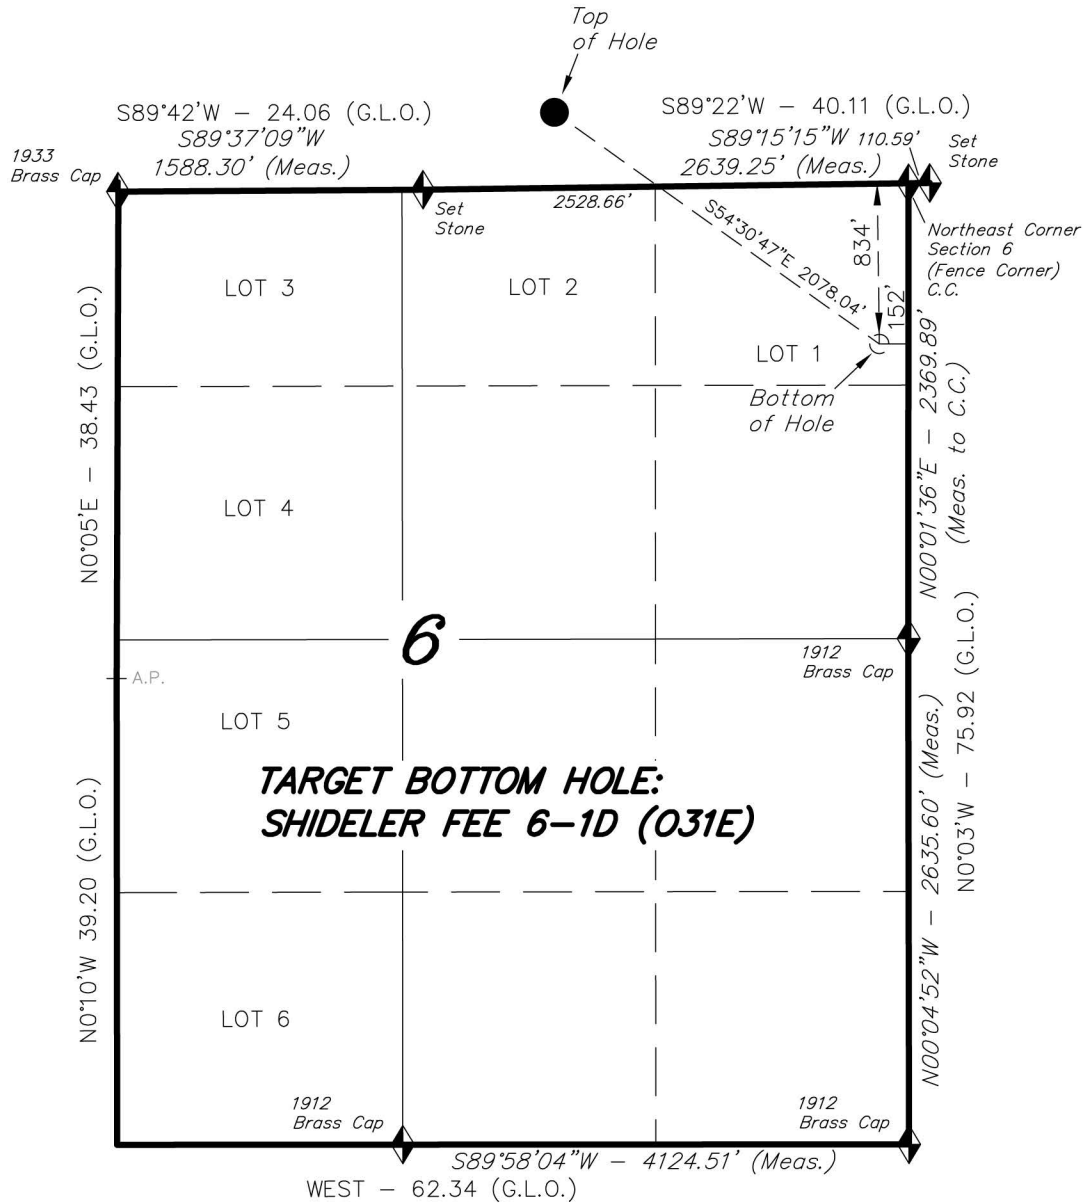 Top
of Hole
S89°42'W – 24.06 (G.L.O.)
S89°37'09"W
1588.30' (Meas.)
S89°22'W – 40.11 (G.L.O.)
S89°15'15"W
2639.25' (Meas.)
110.59'
Set
Stone
1933
Brass Cap
Set
Stone
2528.66'
S54°30'47"E 2078.04'
834'
152'
Northeast Corner
Section 6
(Fence Corner)
C.C.
LOT 3
LOT 2
LOT 1
Bottom
of Hole
N0°05'E – 38.43 (G.L.O.)
N00°01'36"E – 2369.89'
(Meas. to C.C.)
LOT 4
6
1912
Brass Cap
A.P.
LOT 5
N0°03'W – 75.92 (G.L.O.)
TARGET BOTTOM HOLE:
SHIDELER FEE 6–1D (O31E)
N0°10'W 39.20 (G.L.O.)
N00°04'52"W – 2635.60' (Meas.)
LOT 6
1912
Brass Cap
1912
Brass Cap
S89°58'04"W – 4124.51' (Meas.)
WEST – 62.34 (G.L.O.)